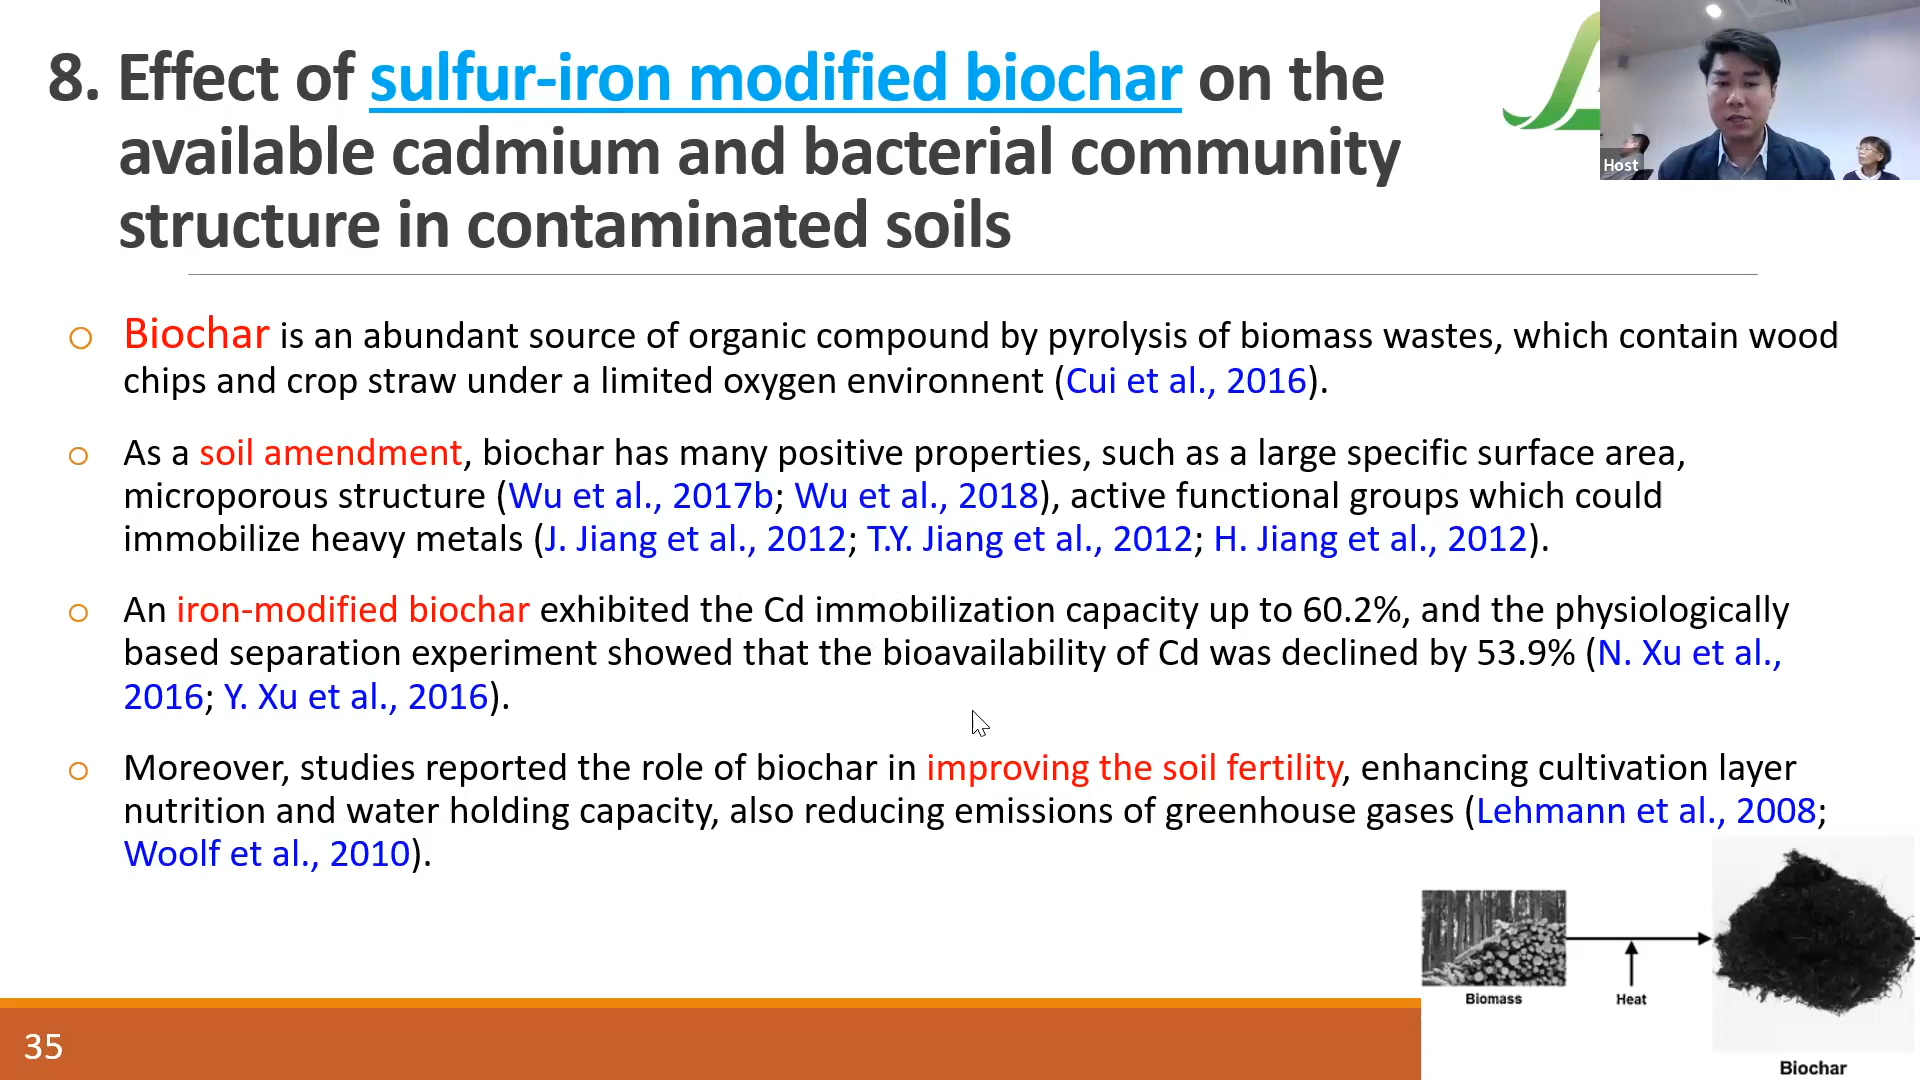 8. Effect of sulfur-iron modified biochar on the
available cadmium and bacterial community
structure in contaminated soils
Host
Biochar is an abundant source of organic compound by pyrolysis of biomass wastes, which contain wood
chips and crop straw under a limited oxygen environnent (Cui et al., 2016).
As a soil amendment, biochar has many positive properties, such as a large specific surface area,
microporous structure (Wu et al., 2017b; Wu et al., 2018), active functional groups which could
immobilize heavy metals (J. Jiang et al., 2012; T.Y. Jiang et al., 2012; H. Jiang et al., 2012).
An iron-modified biochar exhibited the Cd immobilization capacity up to 60.2%, and the physiologically
based separation experiment showed that the bioavailability of Cd was declined by 53.9% (N. Xu et al.,
2016; Y. Xu et al., 2016).
Moreover, studies reported the role of biochar in improving the soil fertility, enhancing cultivation layer
nutrition and water holding capacity, also reducing emissions of greenhouse gases (Lehmann et al., 2008;
Woolf et al., 2010).
Biomass
Heat
Biochar
35